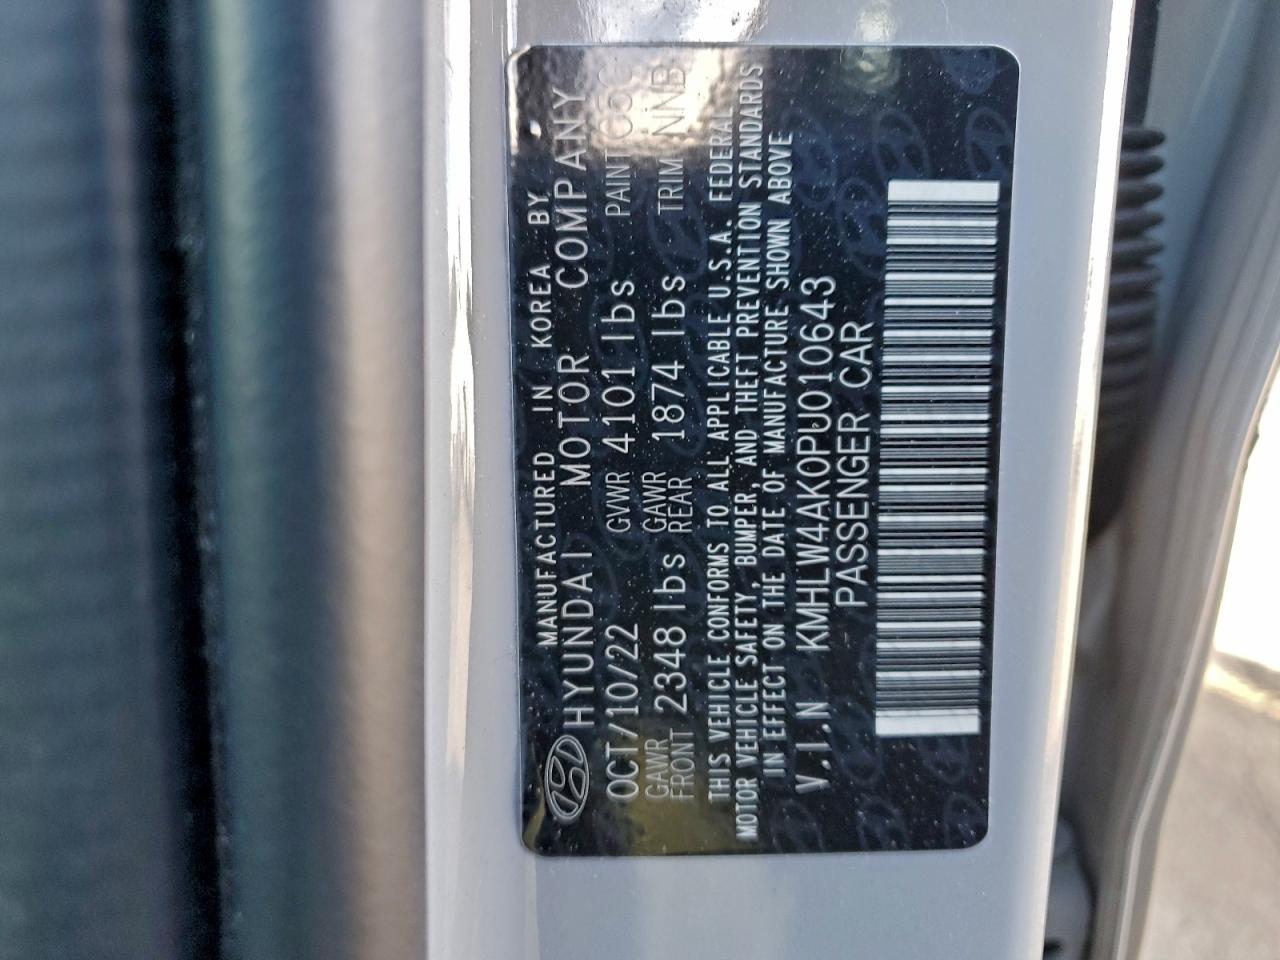 MANUFACTURED IN KOREA BY
HYUNDAI MOTOR COMPANY
OCT/10/22 GVWR 4101 lbs PAINT C5G
GAWR FRONT 2348 lbs GAWR REAR 1874 lbs TRIM NNB
THIS VEHICLE CONFORMS TO ALL APPLICABLE U.S.A. FEDERAL
MOTOR VEHICLE SAFETY, BUMPER, AND THEFT PREVENTION STANDARDS
IN EFFECT ON THE DATE OF MANUFACTURE SHOWN ABOVE
V.I.N KMHLW4AK0PU010643
PASSENGER CAR